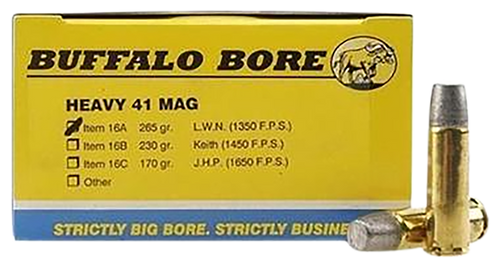 BUFFALO BORE
HEAVY 41 MAG
Item 16A 265 gr. L.W.N. (1350 F.P.S.)
Item 16B 230 gr. Keith (1450 F.P.S.)
Item 16C 170 gr. J.H.P. (1650 F.P.S.)
Other
STRICTLY BIG BORE. STRICTLY BUSINE